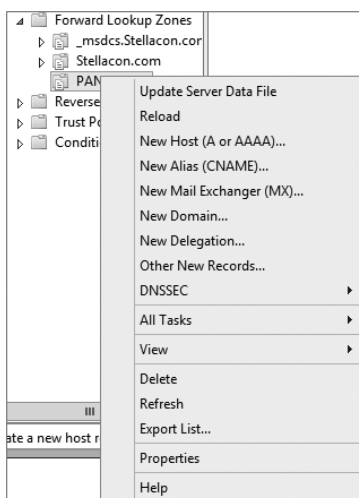 Forward Lookup Zones
_msdcs.Stellacon.cor
Stellacon.com
PAN
Reverse
Trust Po
Conditi
Update Server Data File
Reload
New Host (A or AAAA)...
New Alias (CNAME)...
New Mail Exchanger (MX)...
New Domain...
New Delegation...
Other New Records...
DNSSEC
All Tasks
View
Delete
Refresh
Export List...
Properties
Help
ate a new host r